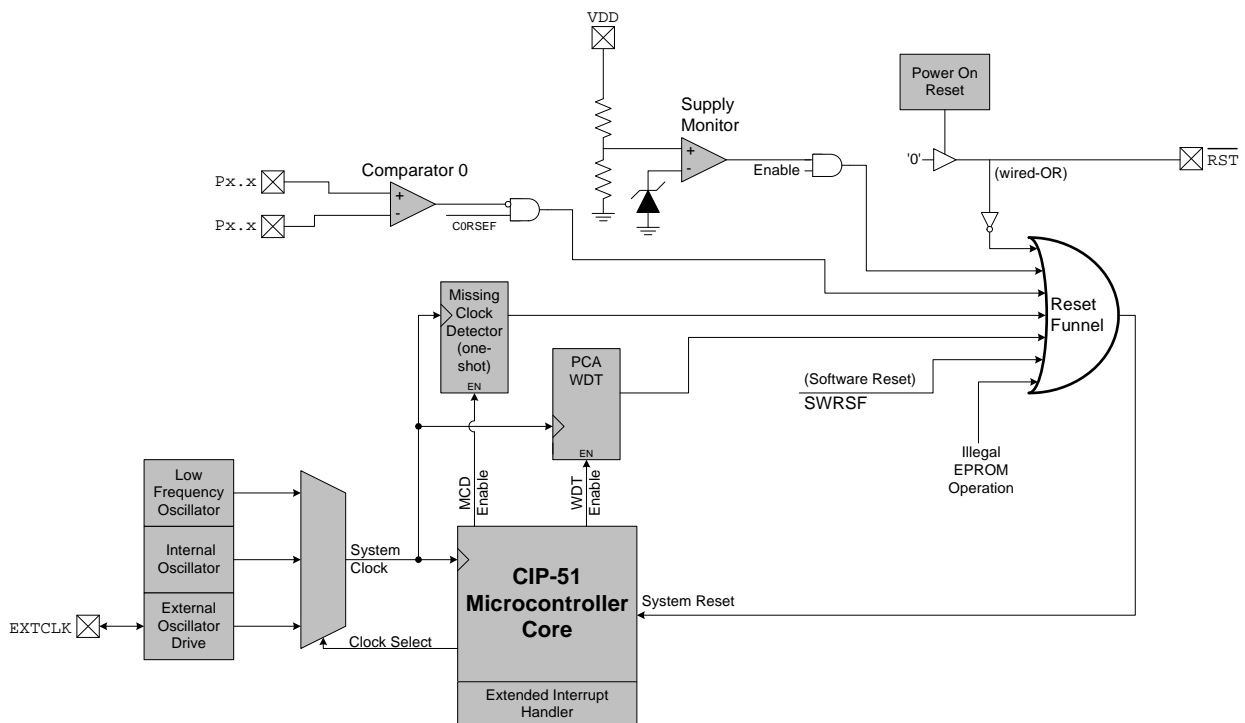 VDD
Power On
Reset
Supply
Monitor
+
-
Enable
'0'
RST
(wired-OR)
Comparator 0
Px.x
Px.x
+
-
C0RSEF
Missing
Clock
Detector
(one-
shot)
EN
PCA
WDT
EN
Reset
Funnel
(Software Reset)
SWRSF
Illegal
EPROM
Operation
MCD
Enable
WDT
Enable
Low
Frequency
Oscillator
Internal
Oscillator
External
Oscillator
Drive
EXTCLK
System
Clock
Clock Select
CIP-51
Microcontroller
Core
System Reset
Extended Interrupt
Handler